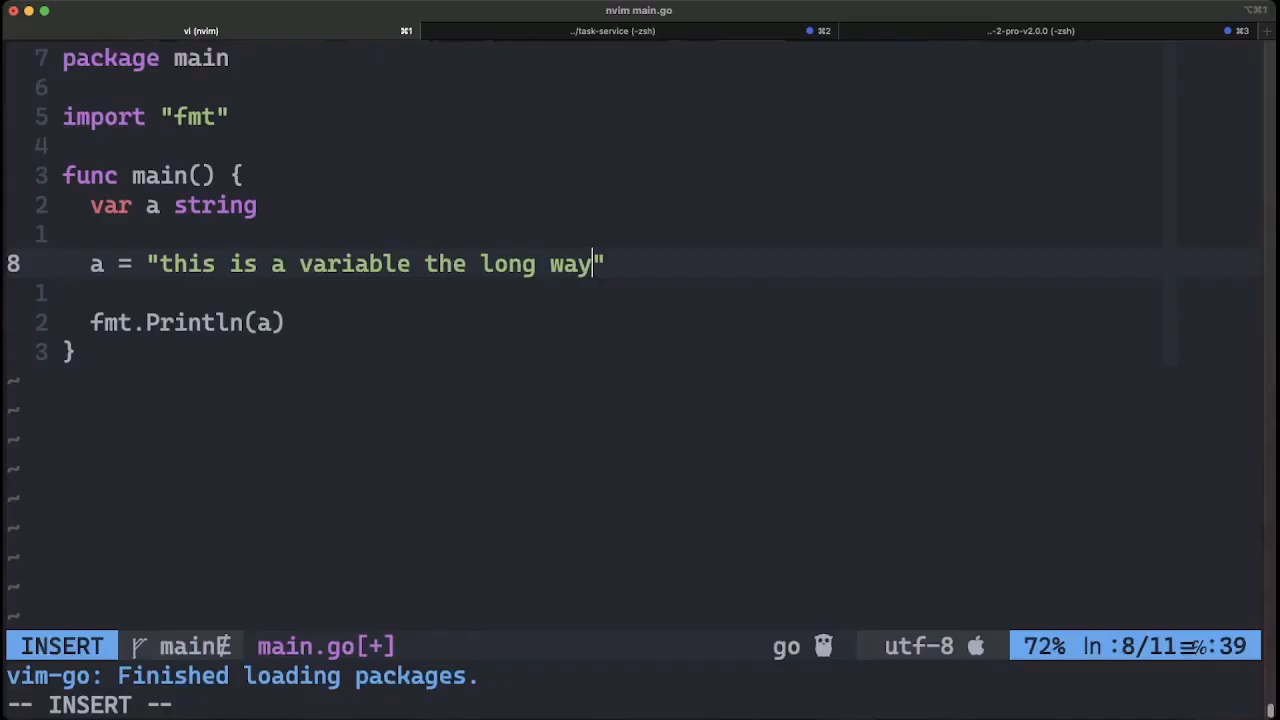 nvim main.go
⌥⌘1
vi (nvim) ⌘1 ../task-service (-zsh) ⌘2 ..-2-pro-v2.0.0 (-zsh) ⌘3 +
7 package main
6
5 import "fmt"
4
3 func main() {
2 var a string
1
8 a = "this is a variable the long way"
1
2 fmt.Println(a)
3 }
~
~
~
~
~
~
~
~
~
INSERT main main.go[+] go utf-8 72% ln :8/11≡℅:39
vim-go: Finished loading packages.
-- INSERT --